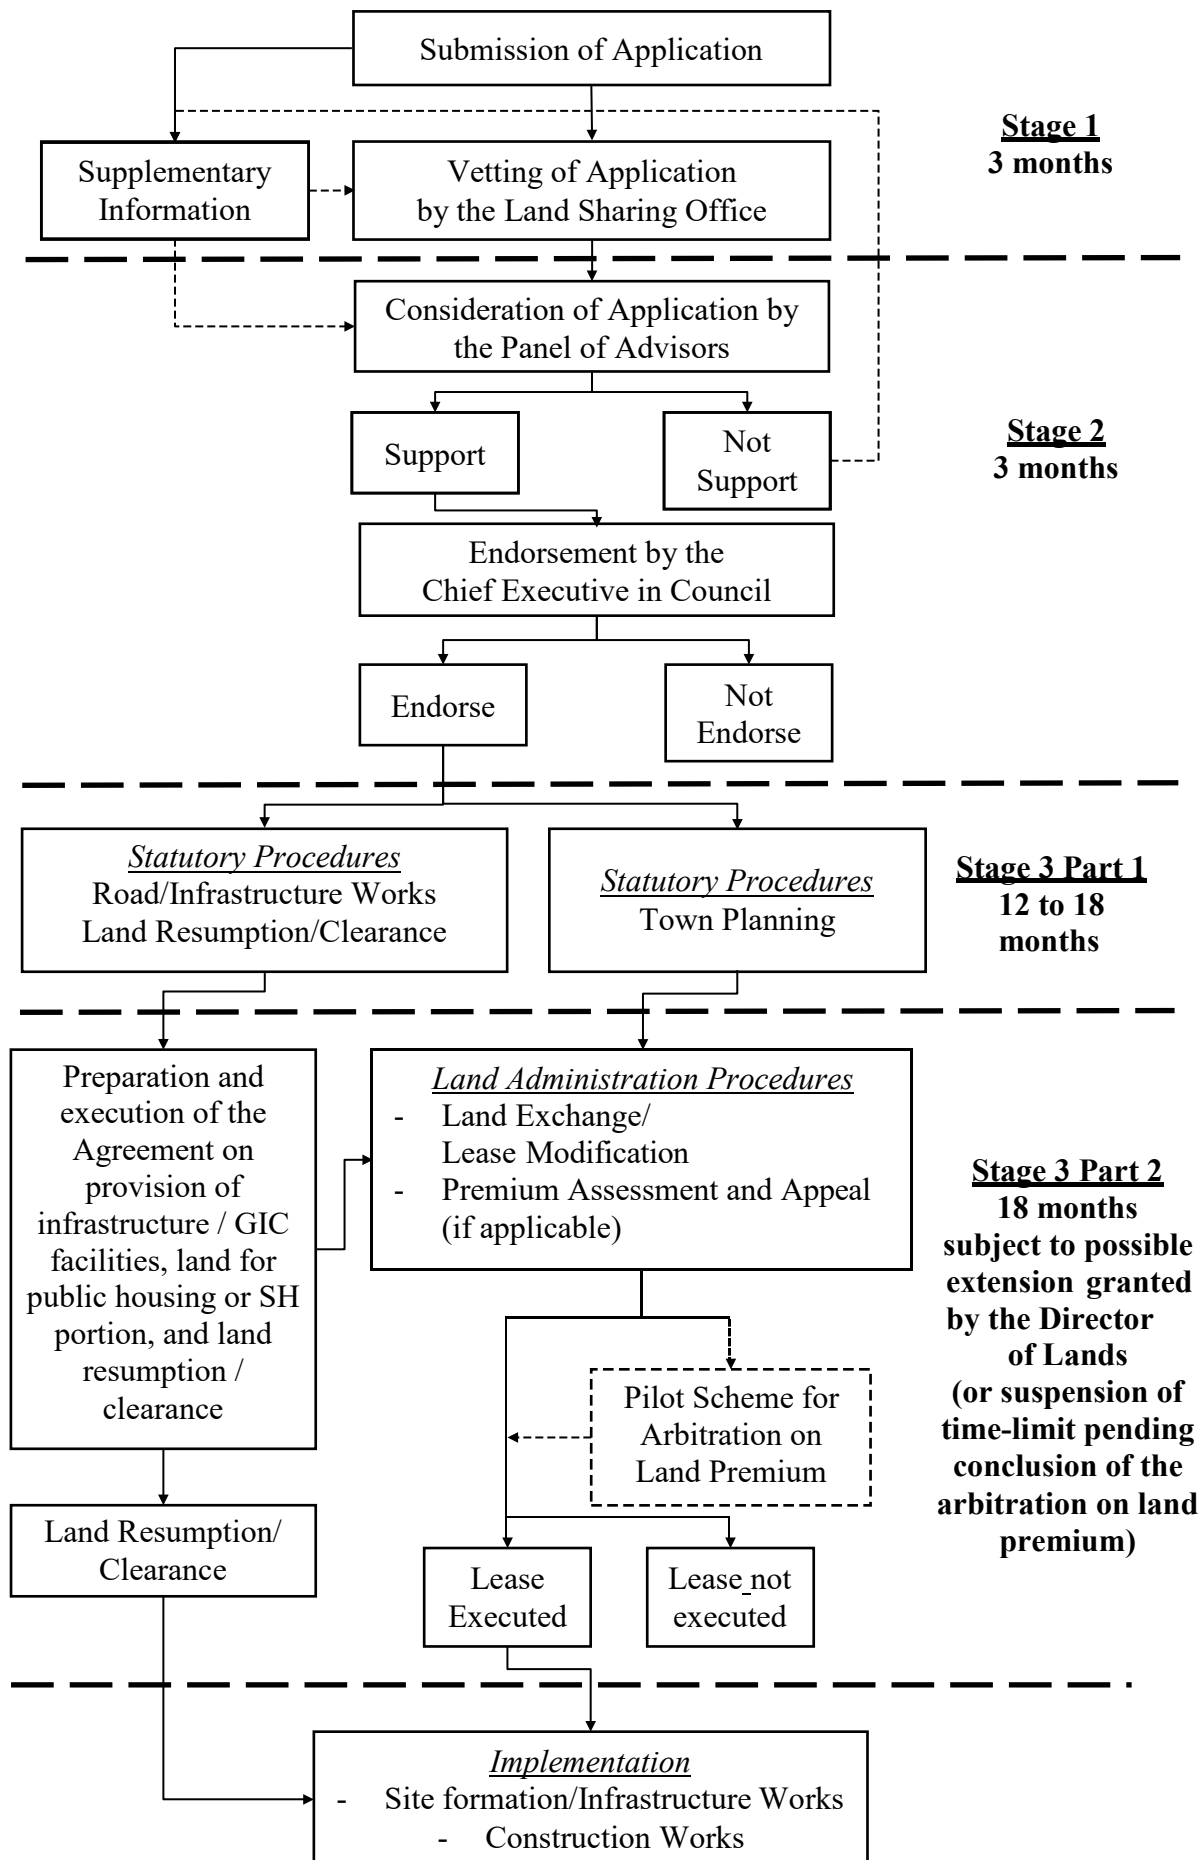 Submission of Application
Stage 1
3 months
Supplementary
Information
Vetting of Application
by the Land Sharing Office
Consideration of Application by
the Panel of Advisors
Stage 2
3 months
Support
Not
Support
Endorsement by the
Chief Executive in Council
Endorse
Not
Endorse
Statutory Procedures
Road/Infrastructure Works
Land Resumption/Clearance
Statutory Procedures
Town Planning
Stage 3 Part 1
12 to 18
months
Preparation and
execution of the
Agreement on
provision of
infrastructure / GIC
facilities, land for
public housing or SH
portion, and land
resumption /
clearance
Land Administration Procedures
- Land Exchange/
Lease Modification
- Premium Assessment and Appeal
(if applicable)
Stage 3 Part 2
18 months
subject to possible
extension granted
by the Director
of Lands
(or suspension of
time-limit pending
conclusion of the
arbitration on land
premium)
Pilot Scheme for
Arbitration on
Land Premium
Land Resumption/
Clearance
Lease
Executed
Lease not
executed
Implementation
- Site formation/Infrastructure Works
- Construction Works